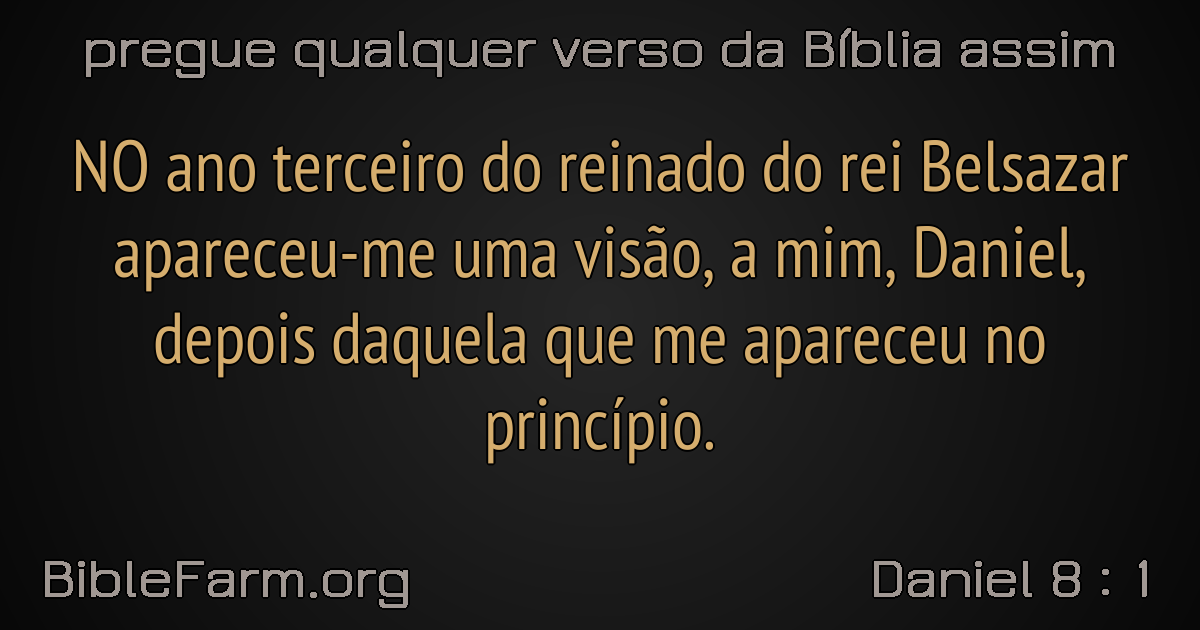 pregue qualquer verso da Bíblia assim
NO ano terceiro do reinado do rei Belsazar
apareceu-me uma visão, a mim, Daniel,
depois daquela que me apareceu no
princípio.
BibleFarm.org
Daniel 8 : 1